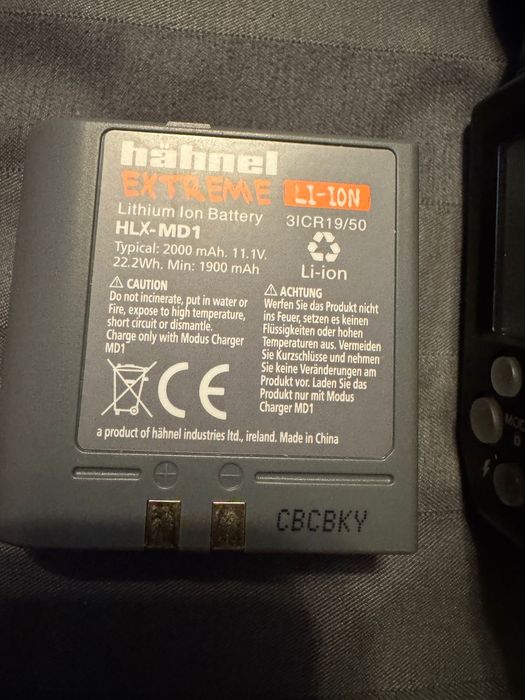 hähnel
EXTREME LI-ION
Lithium Ion Battery
HLX-MD1
Typical: 2000 mAh. 11.1V.
22.2Wh. Min: 1900 mAh
3ICR19/50
Li-ion
⚠ CAUTION
Do not incinerate, put in water or
Fire, expose to high temperature,
short circuit or dismantle.
Charge only with Modus Charger
MD1
⚠ ACHTUNG
Werfen Sie das Produkt nicht
ins Feuer, setzen es keinen
Flüssigkeiten oder hohen
Temperaturen aus. Vermeiden
Sie Kurzschlüsse und nehmen
Sie keine Veränderungen am
Produkt vor. Laden Sie das
Produkt nur mit Modus
Charger MD1
CE
a product of hähnel industries ltd., ireland. Made in China
+ −
CBCBKY